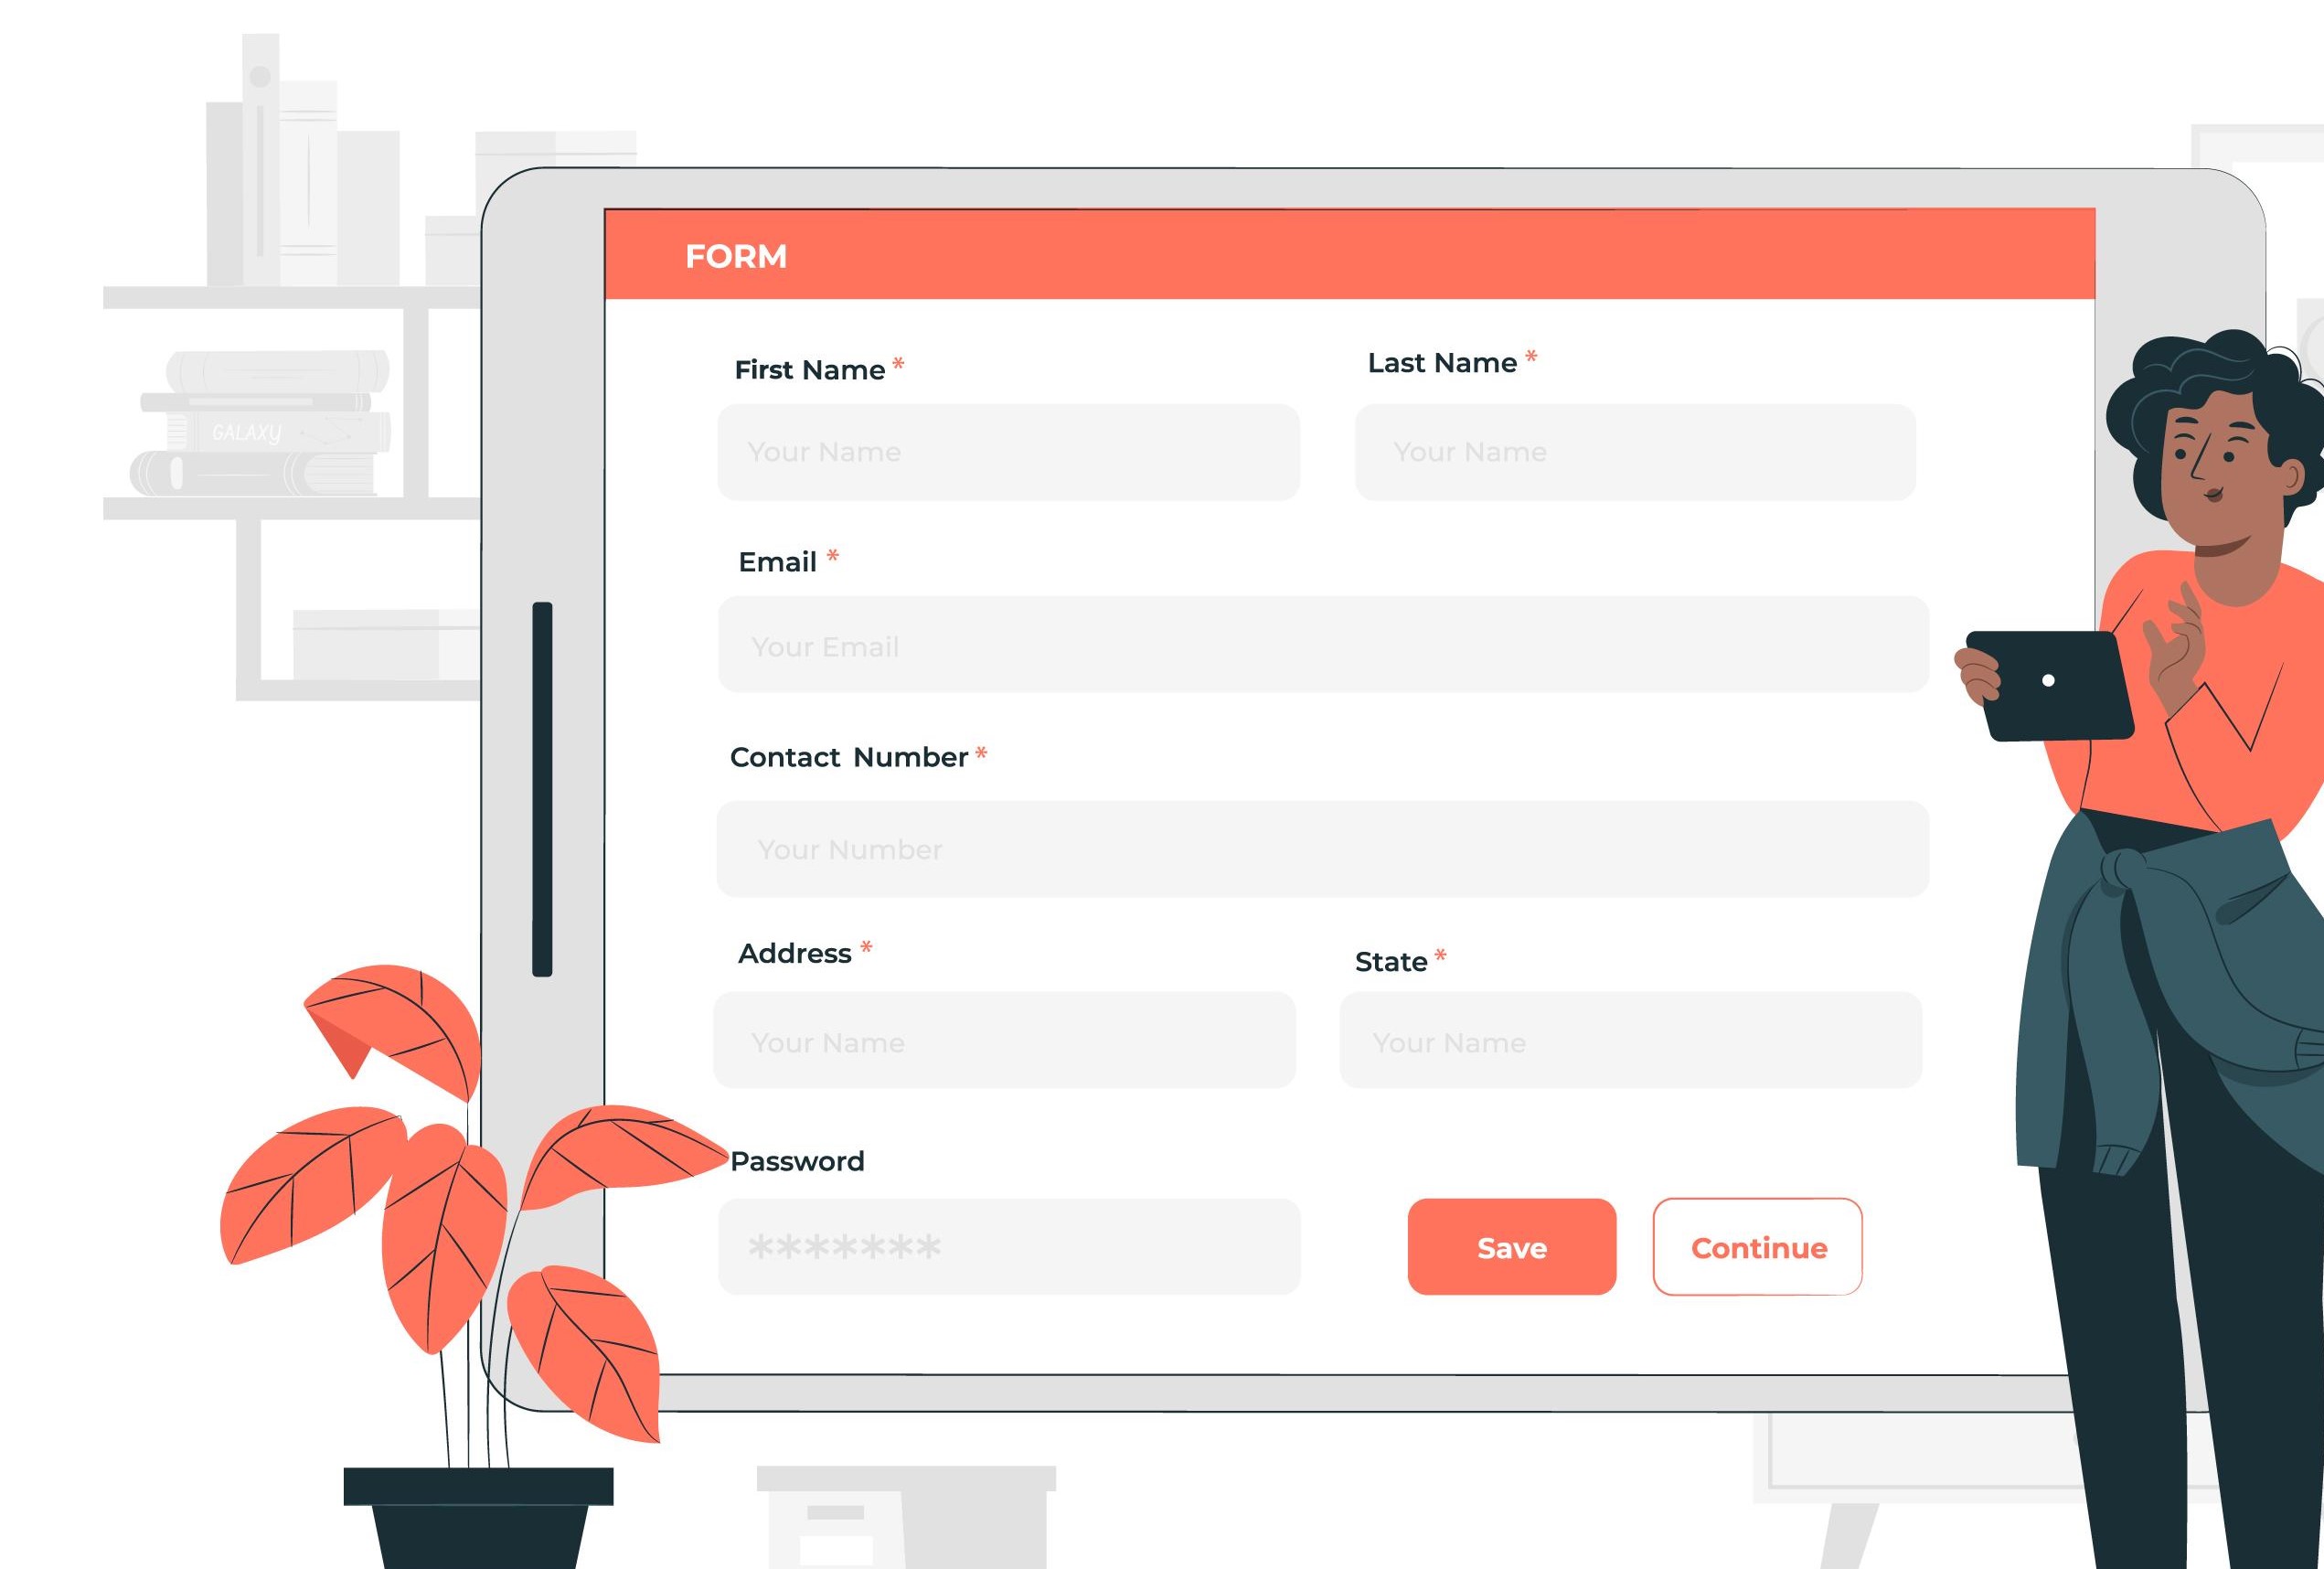 FORM
First Name *
Last Name *
Your Name
Your Name
Email *
Your Email
Contact Number *
Your Number
Address *
State *
Your Name
Your Name
Password
*******
Save
Continue
GALAXY